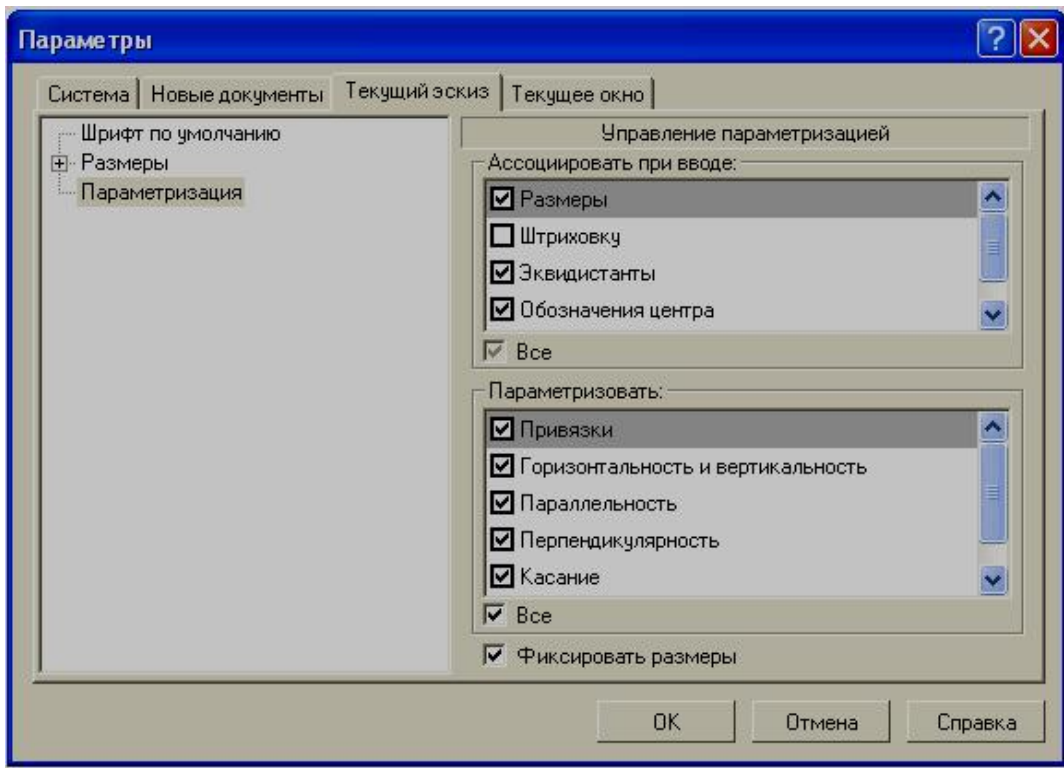 Параметры
Система Новые документы Текущий эскиз Текущее окно
Шрифт по умолчанию
Размеры
Параметризация
Управление параметризацией
Ассоциировать при вводе:
Размеры
Штриховку
Эквидистанты
Обозначения центра
Все
Параметризовать:
Привязки
Горизонтальность и вертикальность
Параллельность
Перпендикулярность
Касание
Все
Фиксировать размеры
OK Отмена Справка